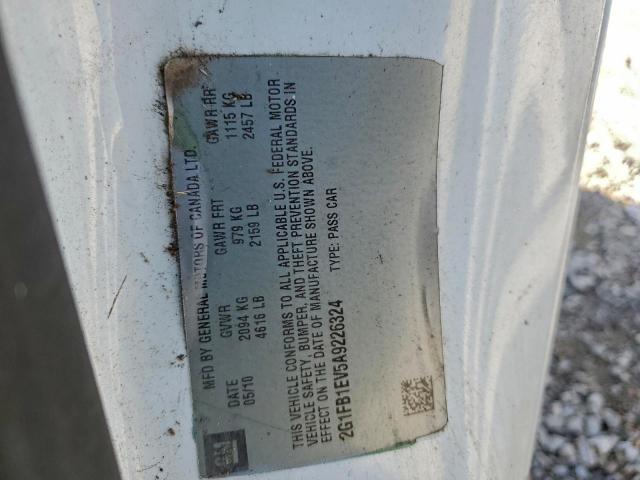 GM
MFD BY GENERAL MOTORS OF CANADA LTD.
DATE GVWR GAWR FRT GAWR RR
05/10 2094 KG 979 KG 1115 KG
4616 LB 2159 LB 2457 LB
THIS VEHICLE CONFORMS TO ALL APPLICABLE U.S. FEDERAL MOTOR
VEHICLE SAFETY, BUMPER, AND THEFT PREVENTION STANDARDS IN
EFFECT ON THE DATE OF MANUFACTURE SHOWN ABOVE.
2G1FB1EV5A9226324 TYPE: PASS CAR